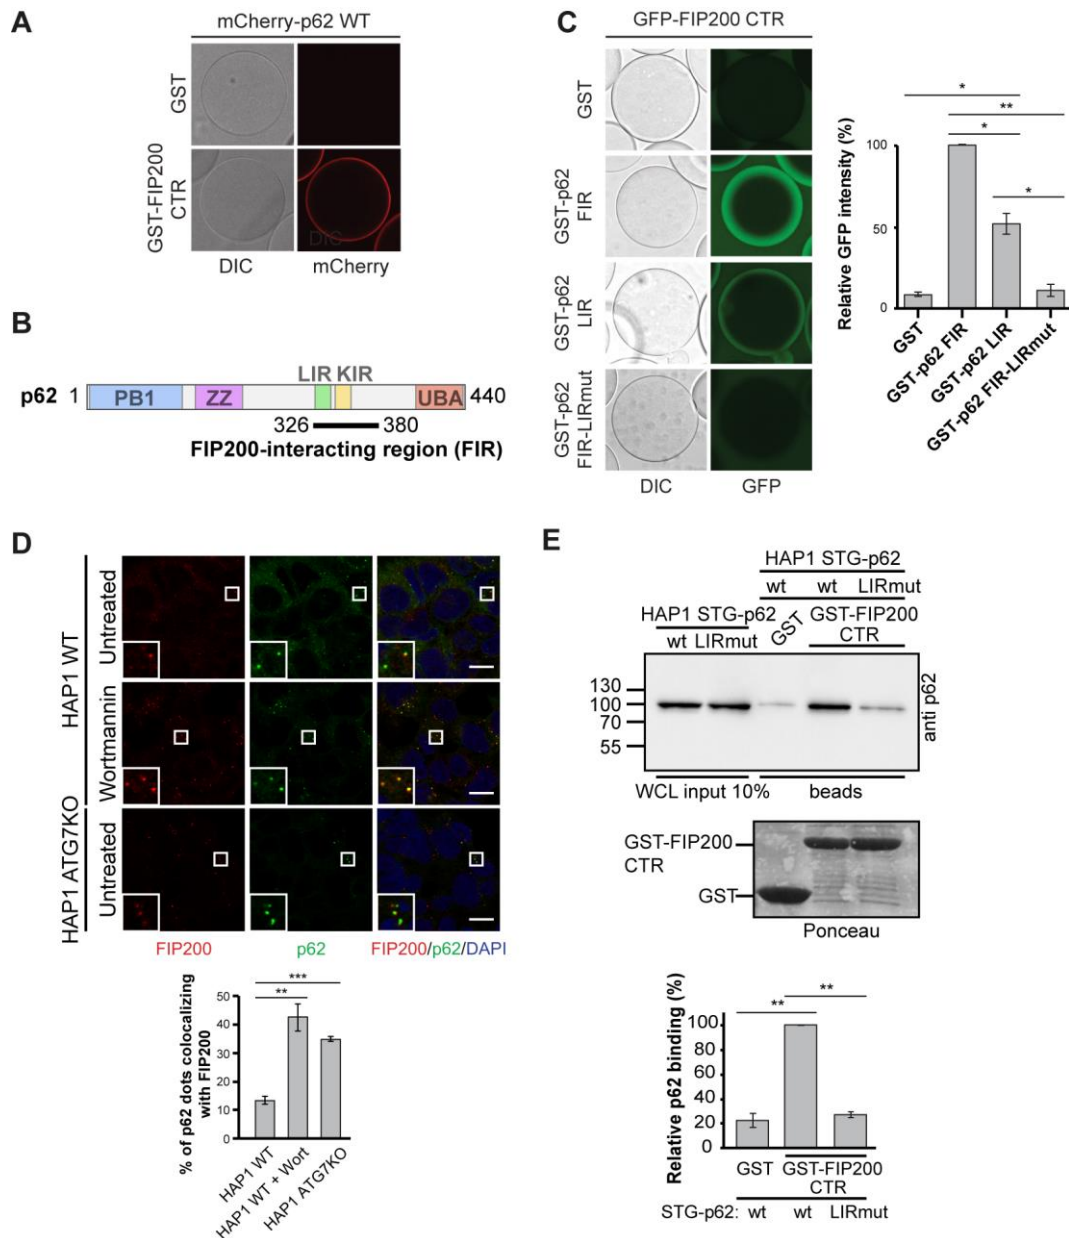 A
mCherry-p62 WT
GST
GST-FIP200
CTR
DIC
DIC
mCherry
B
LIR KIR
p62 1 PB1 ZZ UBA 440
326 380
FIP200-interacting region (FIR)
C
GFP-FIP200 CTR
GST
GST-p62
FIR
GST-p62
LIR
GST-p62
FIR-LIRmut
DIC GFP
Relative GFP intensity (%)
100
50
0
*
**
*
*
GST
GST-p62 FIR
GST-p62 LIR
GST-p62 FIR-LIRmut
D
HAP1 WT
HAP1 ATG7KO
Untreated
Wortmannin
Untreated
FIP200 p62 FIP200/p62/DAPI
% of p62 dots colocalizing
with FIP200
50
40
30
20
10
0
***
**
HAP1 WT
HAP1 WT + Wort
HAP1 ATG7KO
E
HAP1 STG-p62
wt wt LIRmut
HAP1 STG-p62 GST GST-FIP200
CTR
wt LIRmut
130
100
70
55
anti p62
WCL input 10% beads
GST-FIP200
CTR
GST
Ponceau
Relative p62 binding (%)
100
80
60
40
20
0
**
**
GST GST-FIP200
CTR
STG-p62: wt wt LIRmut